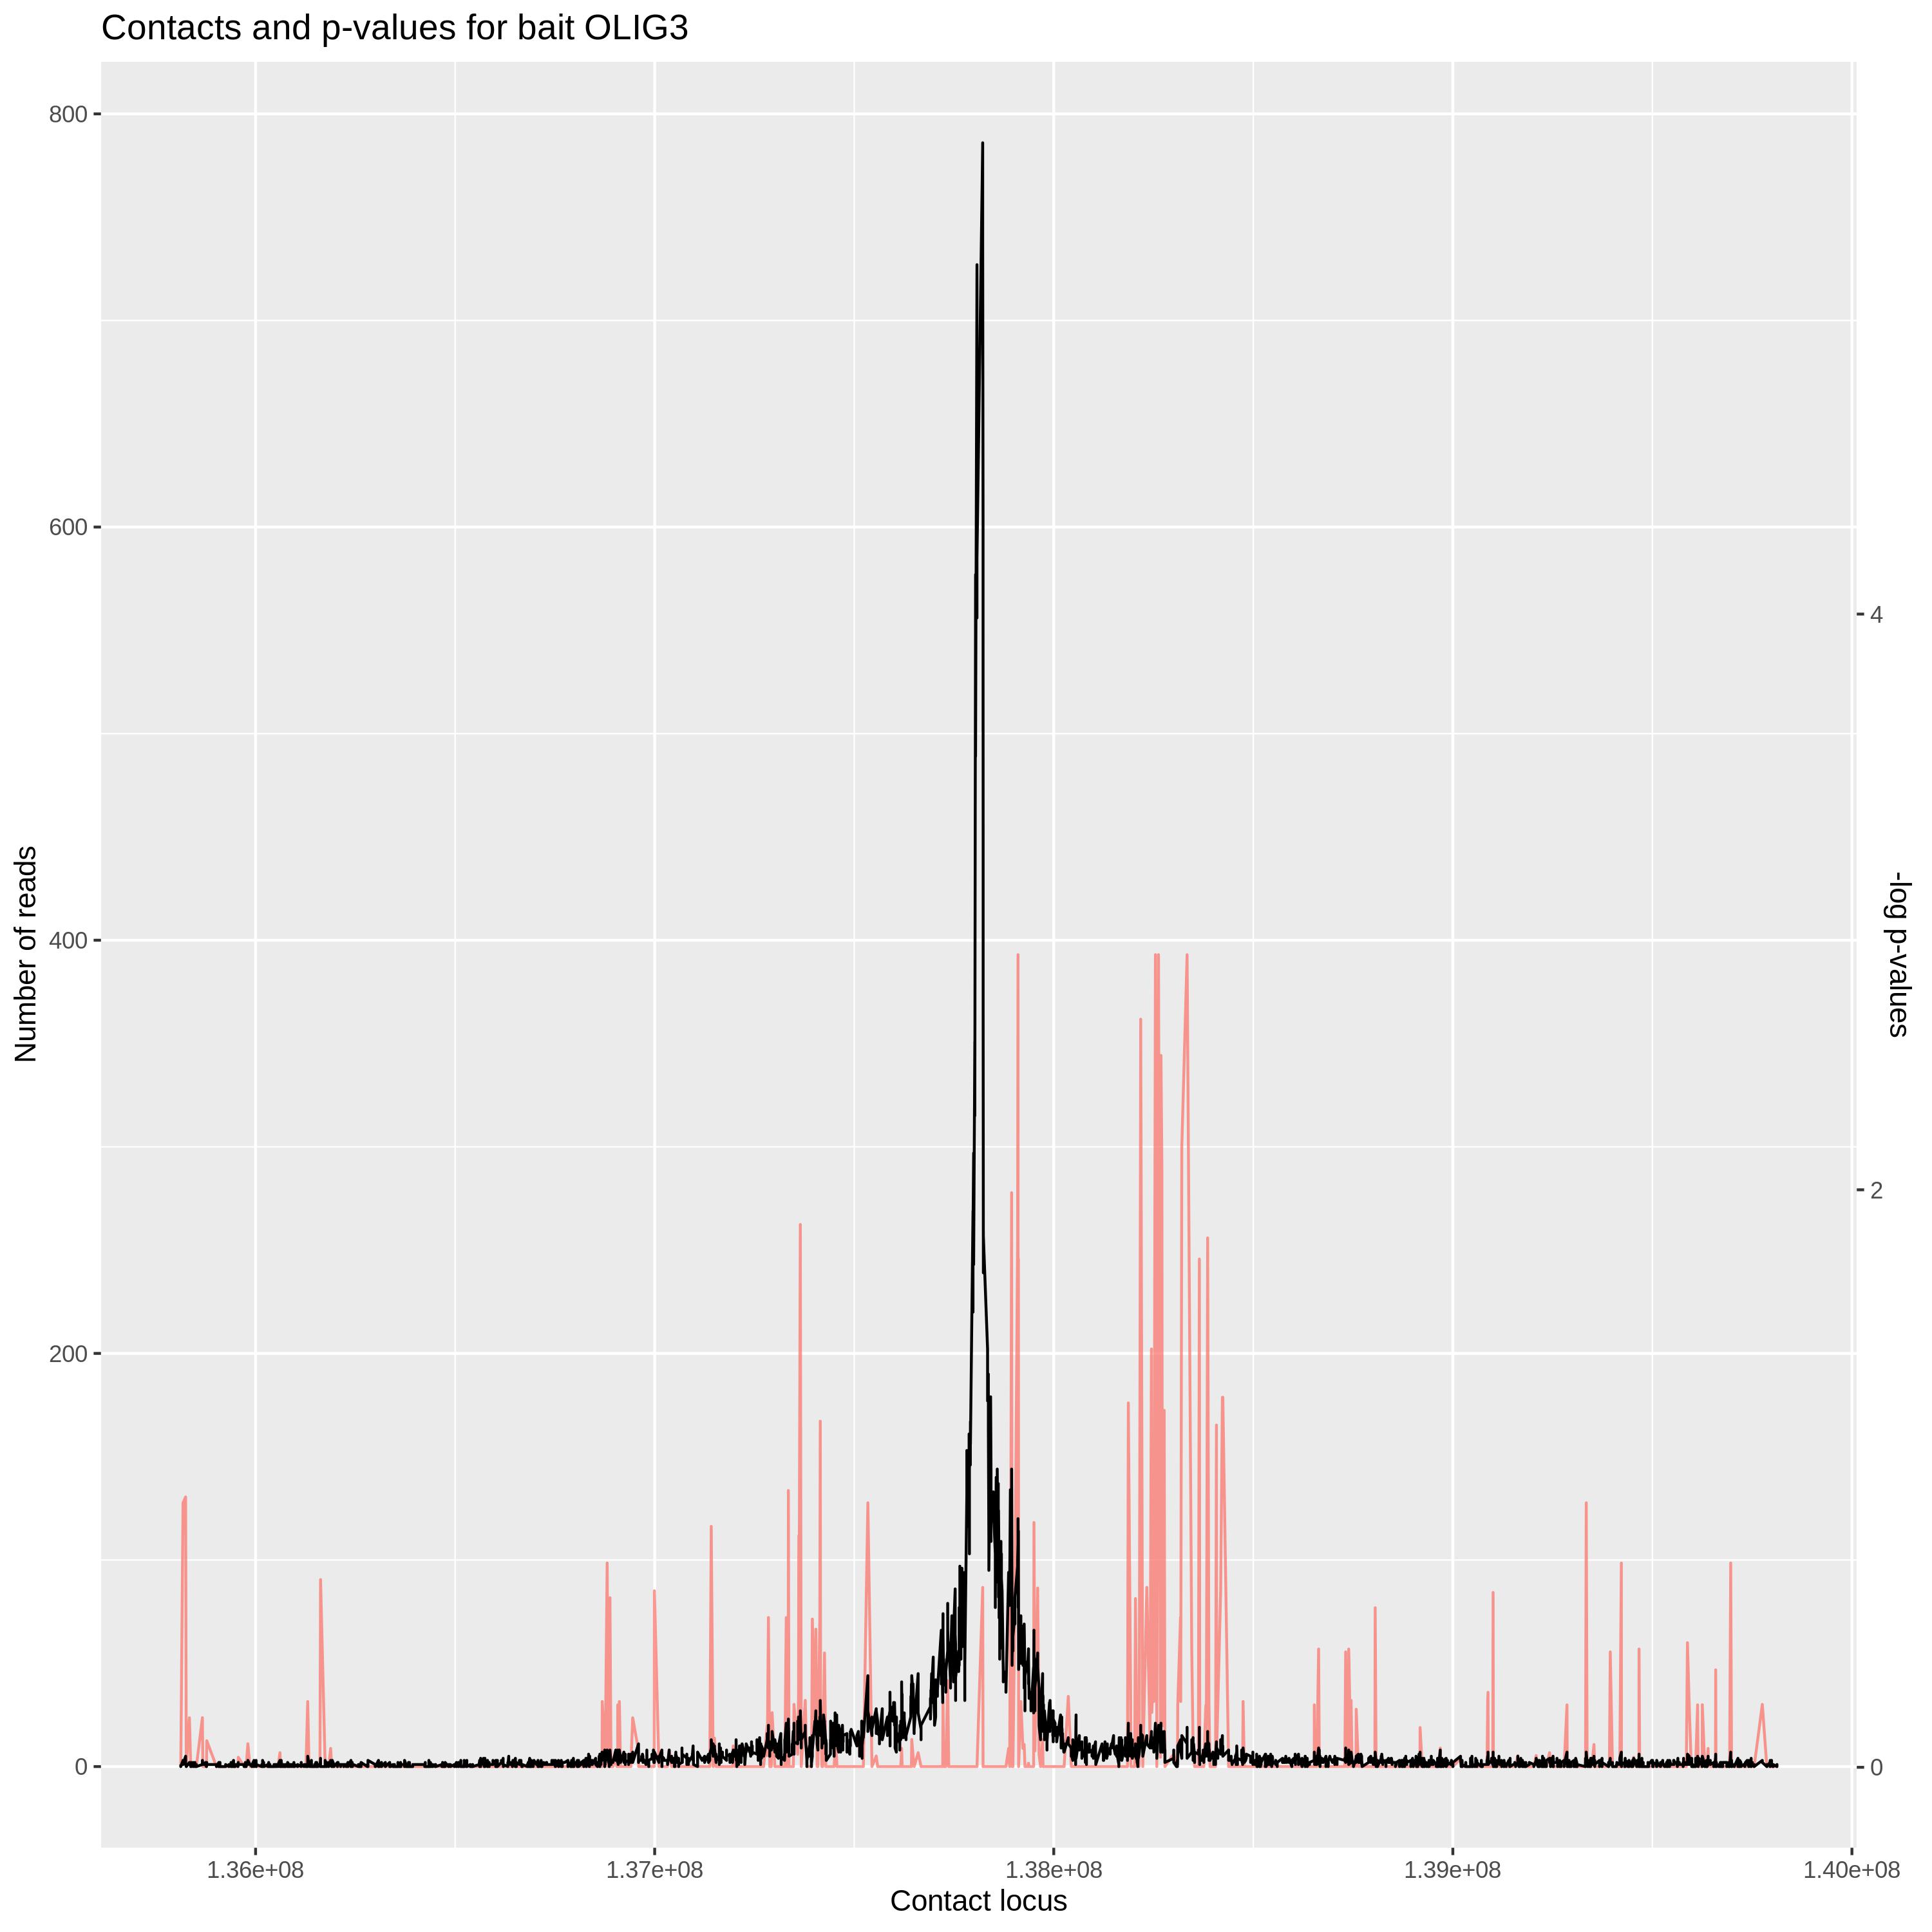 Contacts and p-values for bait OLIG3
800
600
400
200
0
Number of reads
4
2
0
-log p-values
1.36e+08
1.37e+08
1.38e+08
1.39e+08
1.40e+08
Contact locus